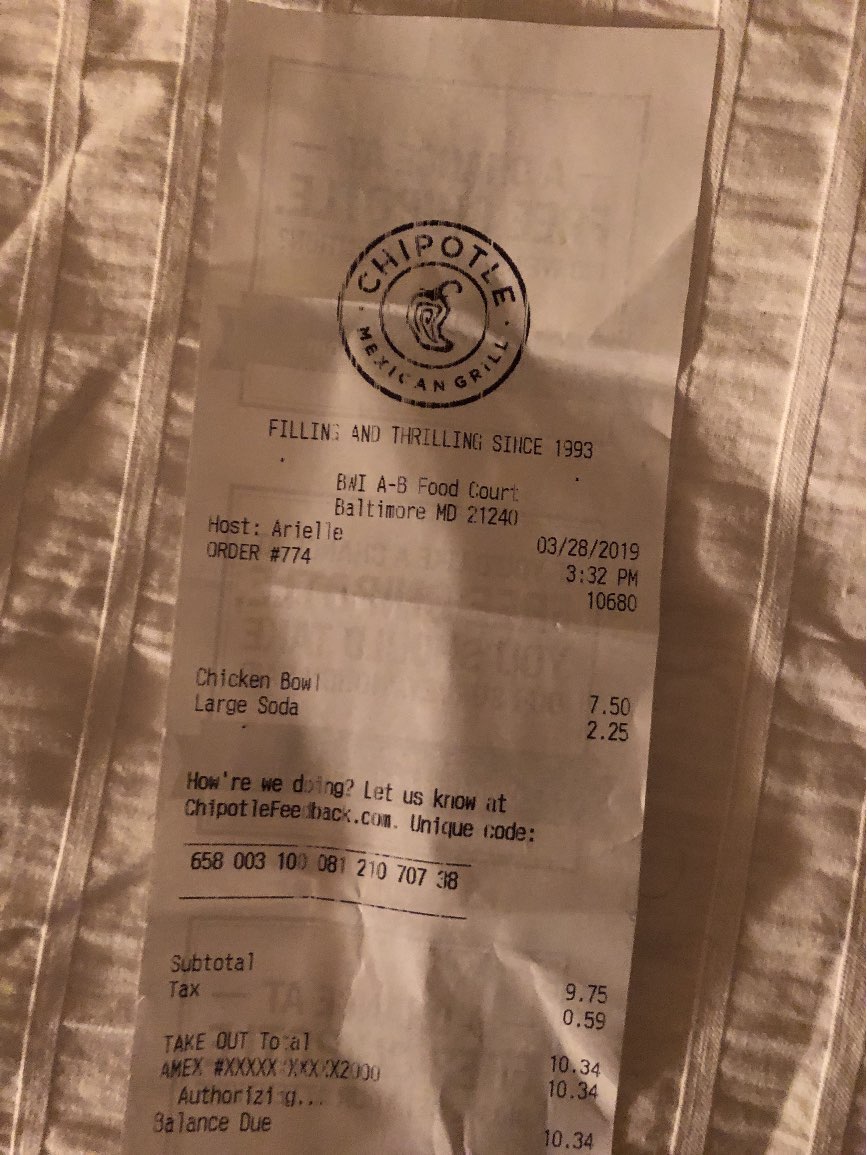 CHIPOTLE
MEXICAN GRILL
FILLING AND THRILLING SINCE 1993
BWI A-B Food Court
Baltimore MD 21240
Host: Arielle 03/28/2019
ORDER #774 3:32 PM
10680
Chicken Bowl 7.50
Large Soda 2.25
How're we doing? Let us know at
ChipotleFeedback.com. Unique code:
658 003 100 081 210 707 38
Subtotal 9.75
Tax 0.59
TAKE OUT Total 10.34
AMEX #XXXXXXXXXXX2000 10.34
Authorizing...
Balance Due 10.34